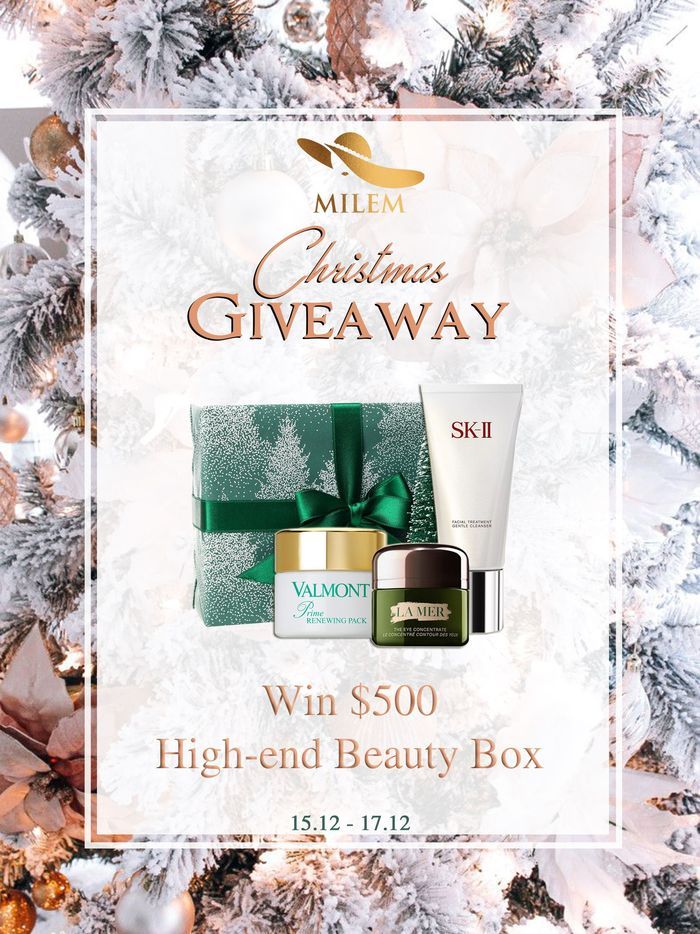 MILEM
Christmas
GIVEAWAY
SK-II
FACIAL TREATMENT
GENTLE CLEANSER
VALMONT
Prime
RENEWING PACK
LA MER
THE EYE CONCENTRATE
LE CONCENTRÉ CONTOUR DES YEUX
Win $500
High-end Beauty Box
15.12 - 17.12